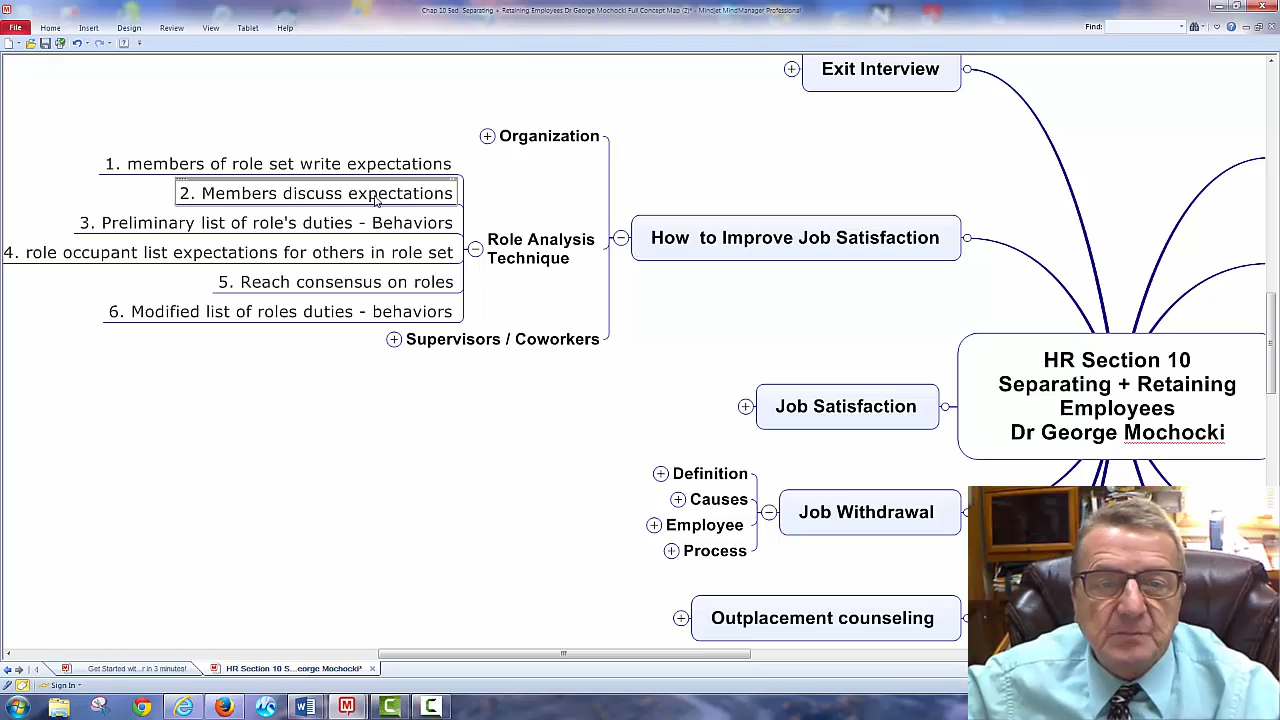 Chap 10 Sed Separating + Retaining Employees Dr George Mochocki Full Concept Map (2)* - Mindjet MindManager Professional
File Home Insert Design Review View Tablet Help Find:
Exit Interview
Organization
1. members of role set write expectations
2. Members discuss expectations
3. Preliminary list of role's duties - Behaviors
4. role occupant list expectations for others in role set
5. Reach consensus on roles
6. Modified list of roles duties - behaviors
Role Analysis
Technique
How to Improve Job Satisfaction
Supervisors / Coworkers
HR Section 10
Separating + Retaining
Employees
Dr George Mochocki
Job Satisfaction
Definition
Causes
Employee
Process
Job Withdrawal
Outplacement counseling
Get Started wit...r in 3 minutes!
HR Section 10 S...eorge Mochocki*
Sign In